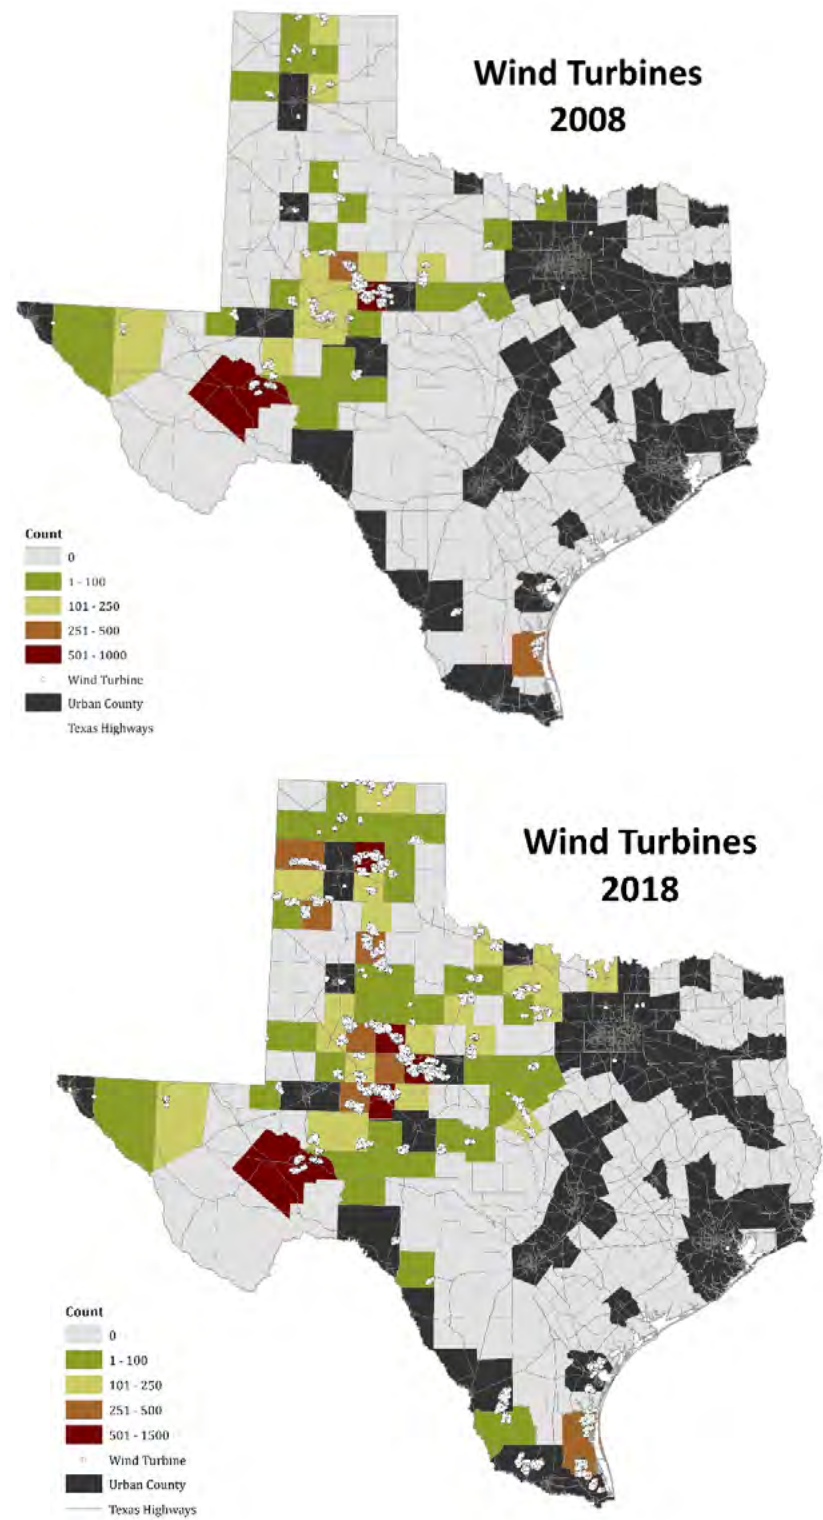 Wind Turbines
2008
Count
0
1 - 100
101 - 250
251 - 500
501 - 1000
Wind Turbine
Urban County
Texas Highways
Wind Turbines
2018
Count
0
1 - 100
101 - 250
251 - 500
501 - 1500
Wind Turbine
Urban County
Texas Highways